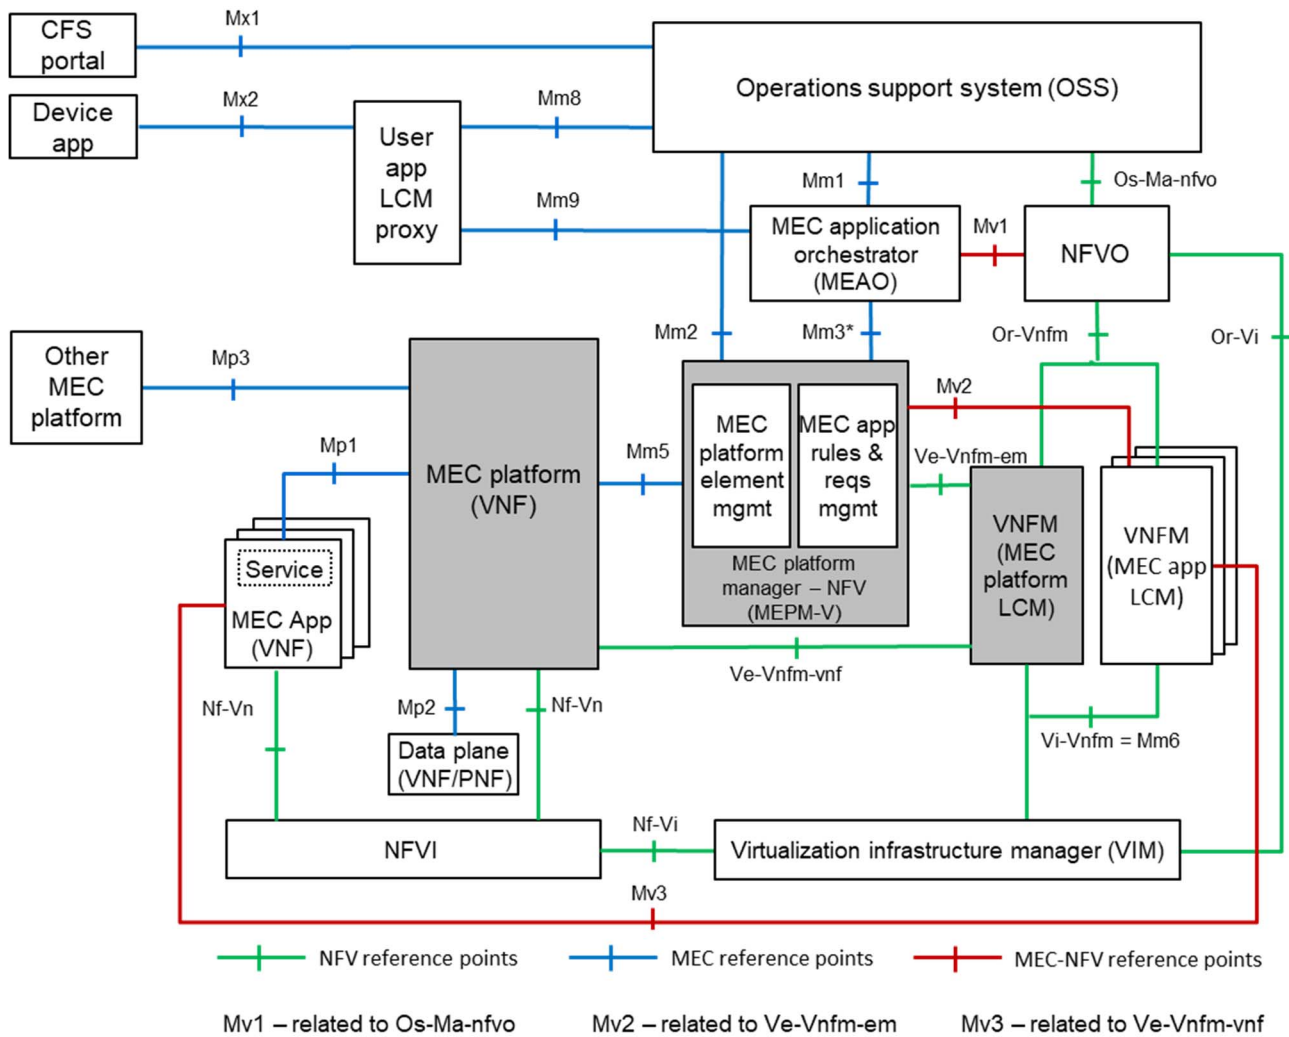 CFS
portal
Mx1
Operations support system (OSS)
Device
app
Mx2
User
app
LCM
proxy
Mm8
Mm9
Mm1
Os-Ma-nfvo
MEC application
orchestrator
(MEAO)
Mv1
NFVO
Mm2
Mm3*
Or-Vnfm
Or-Vi
Other
MEC
platform
Mp3
MEC platform
(VNF)
Mp1
Mm5
MEC
platform
element
mgmt
MEC app
rules &
reqs
mgmt
MEC platform
manager – NFV
(MEPM-V)
Mv2
Ve-Vnfm-em
VNFM
(MEC
platform
LCM)
VNFM
(MEC app
LCM)
Service
MEC App
(VNF)
Ve-Vnfm-vnf
Nf-Vn
Mp2
Nf-Vn
Data plane
(VNF/PNF)
Vi-Vnfm = Mm6
NFVI
Nf-Vi
Virtualization infrastructure manager (VIM)
Mv3
NFV reference points
MEC reference points
MEC-NFV reference points
Mv1 – related to Os-Ma-nfvo
Mv2 – related to Ve-Vnfm-em
Mv3 – related to Ve-Vnfm-vnf